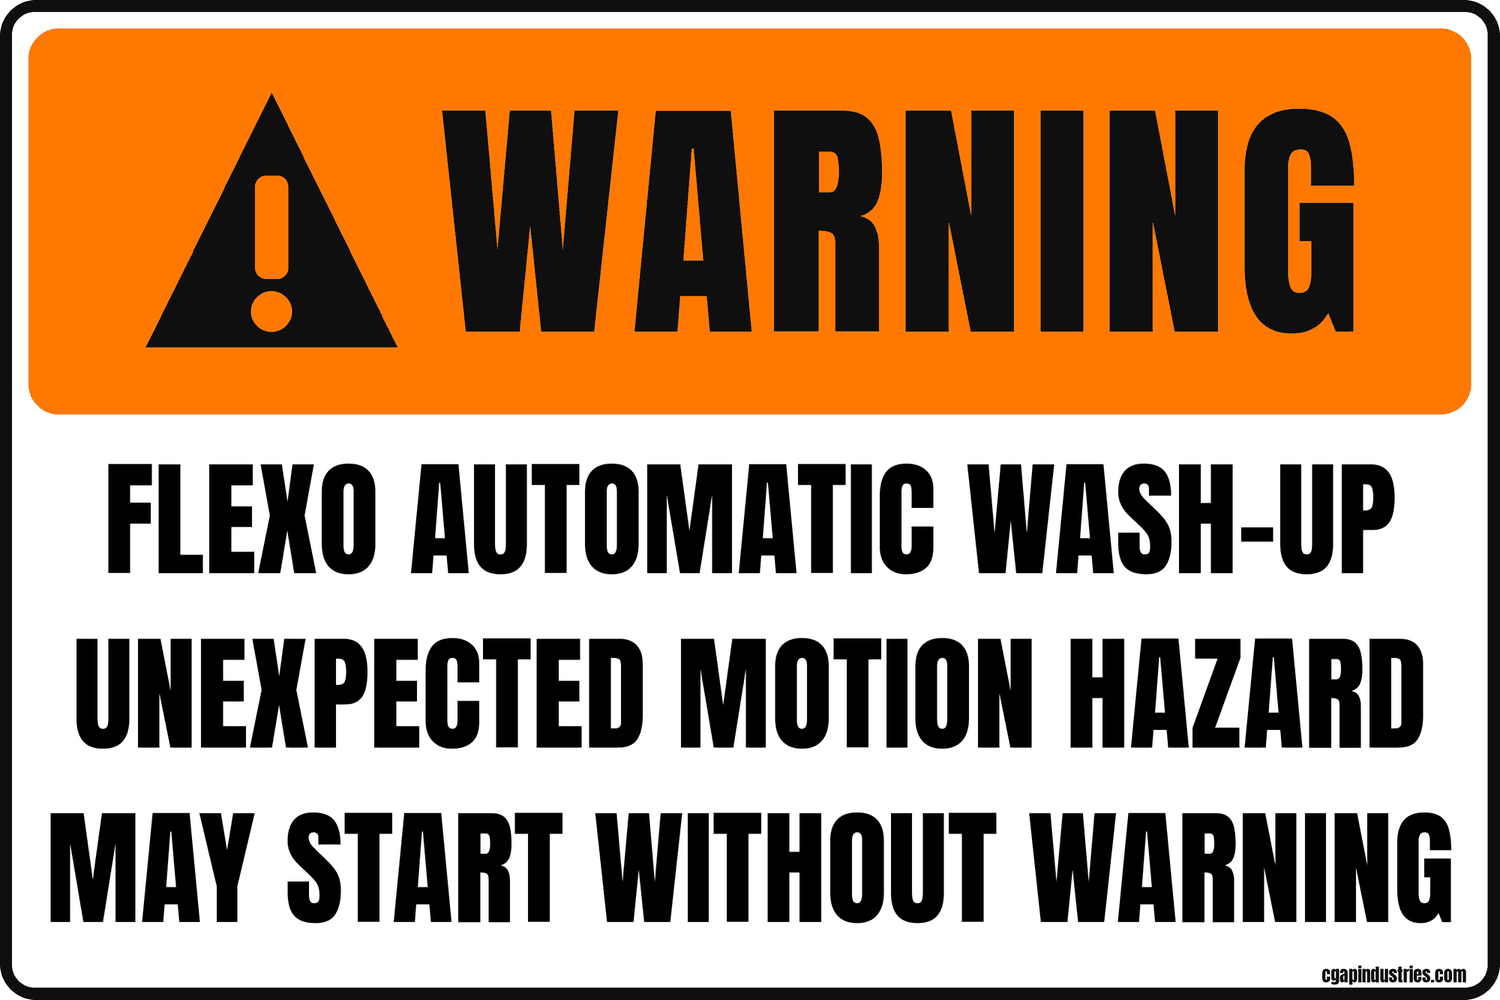 WARNING
FLEXO AUTOMATIC WASH-UP
UNEXPECTED MOTION HAZARD
MAY START WITHOUT WARNING
cgapindustries.com